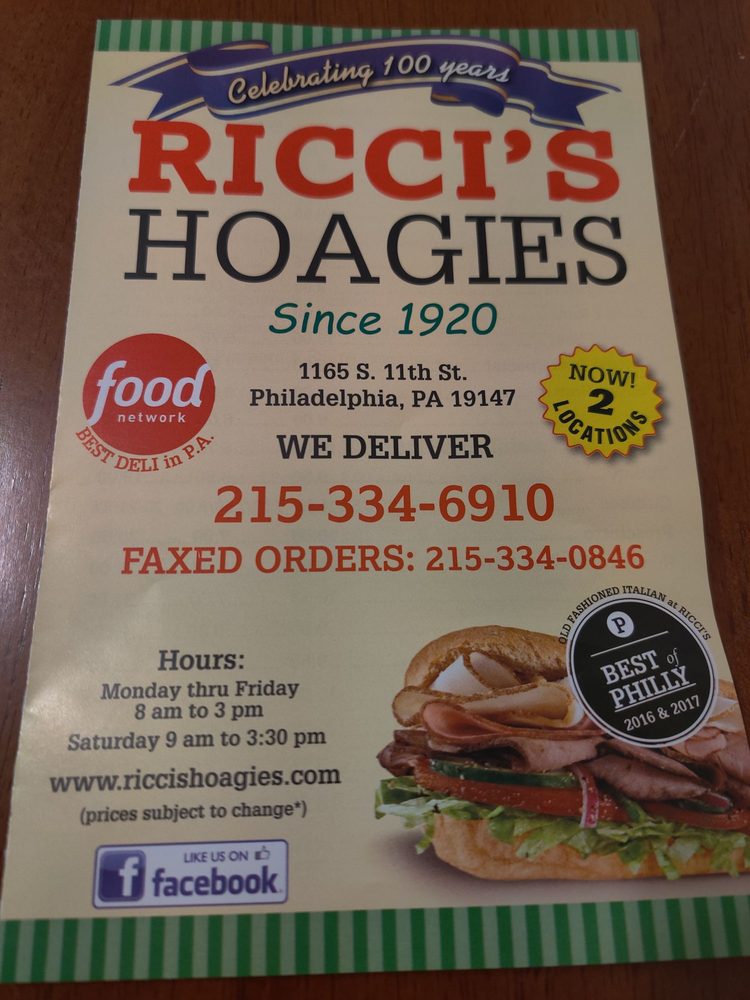 Celebrating 100 years
RICCI'S
HOAGIES
Since 1920
food
network
BEST DELI in P.A.
1165 S. 11th St.
Philadelphia, PA 19147
NOW!
2
LOCATIONS
WE DELIVER
215-334-6910
FAXED ORDERS: 215-334-0846
OLD FASHIONED ITALIAN at RICCI'S
P
BEST of
PHILLY
2016 & 2017
Hours:
Monday thru Friday
8 am to 3 pm
Saturday 9 am to 3:30 pm
www.riccishoagies.com
(prices subject to change*)
LIKE US ON
f facebook